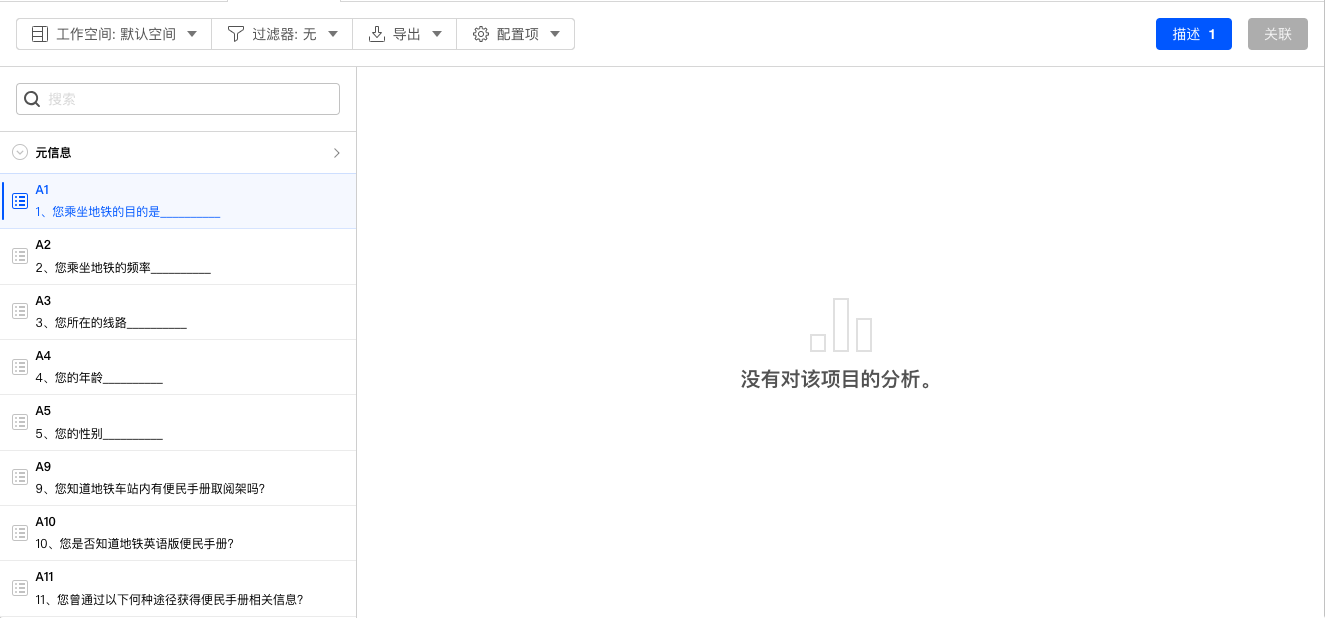 工作空间: 默认空间 过滤器: 无 导出 配置项 描述 1 关联
搜索
元信息
A1
1、您乘坐地铁的目的是__________
A2
2、您乘坐地铁的频率__________
A3
3、您所在的线路__________
A4
4、您的年龄__________
A5
5、您的性别__________
A9
9、您知道地铁车站内有便民手册取阅架吗?
A10
10、您是否知道地铁英语版便民手册?
A11
11、您曾通过以下何种途径获得便民手册相关信息?
没有对该项目的分析。